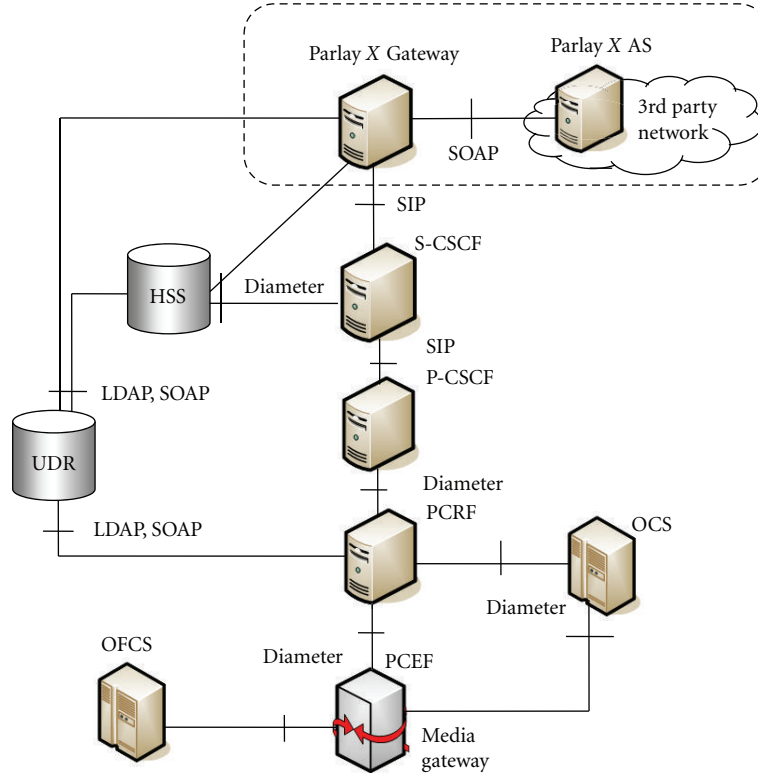 Parlay X Gateway
Parlay X AS
3rd party
network
SOAP
SIP
S-CSCF
HSS
Diameter
SIP
P-CSCF
LDAP, SOAP
UDR
Diameter
PCRF
OCS
LDAP, SOAP
Diameter
OFCS
Diameter
PCEF
Media
gateway